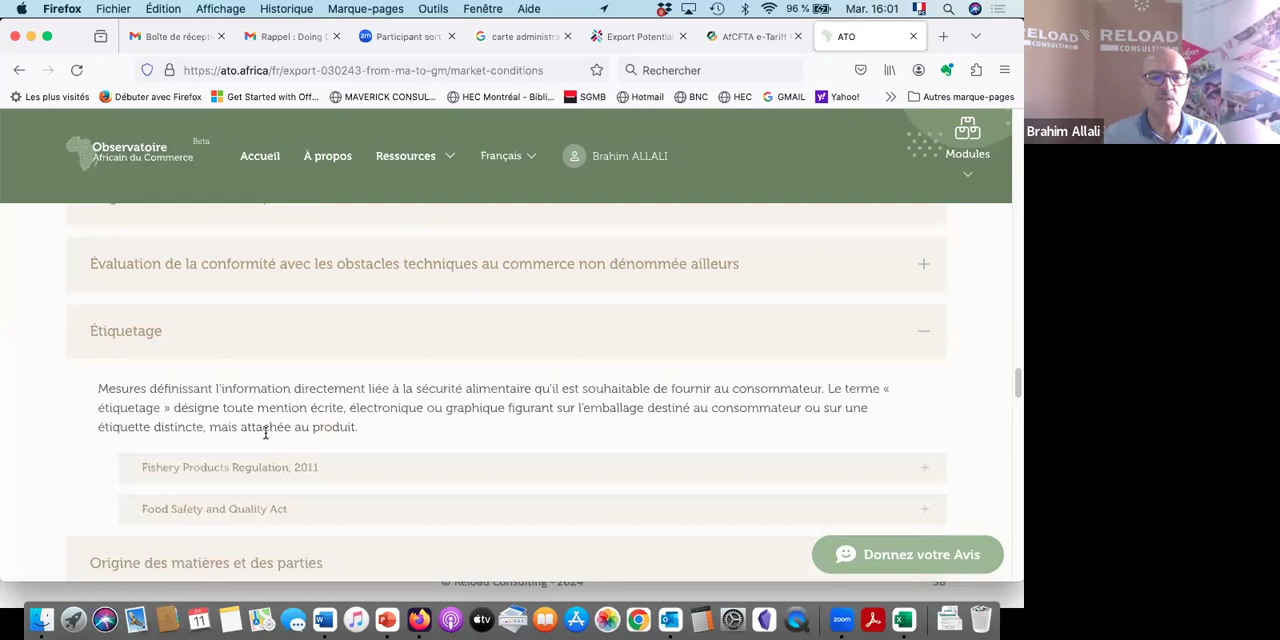 Firefox Fichier Édition Affichage Historique Marque-pages Outils Fenêtre Aide 96 % Mar. 16:01
Boîte de récept Rappel : Doing D Participant sort carte administra Export Potentia AfCFTA e-Tariff ATO
https://ato.africa/fr/export-030243-from-ma-to-gm/market-conditions Rechercher
Les plus visités Débuter avec Firefox Get Started with Off... MAVERICK CONSUL... HEC Montréal - Bibli... SGMB Hotmail BNC HEC GMAIL Yahoo! Autres marque-pages
Observatoire
Africain du Commerce
Beta
Accueil À propos Ressources Français Brahim ALLALI Modules
Évaluation de la conformité avec les obstacles techniques au commerce non dénommée ailleurs
Étiquetage
Mesures définissant l'information directement liée à la sécurité alimentaire qu'il est souhaitable de fournir au consommateur. Le terme «
étiquetage » désigne toute mention écrite, électronique ou graphique figurant sur l'emballage destiné au consommateur ou sur une
étiquette distincte, mais attachée au produit.
Fishery Products Regulation, 2011
Food Safety and Quality Act
Origine des matières et des parties
Donnez votre Avis
© Reload Consulting - 2024
RELOAD
CONSULTING
RELOAD
CONSULTING
Brahim Allali
zoom